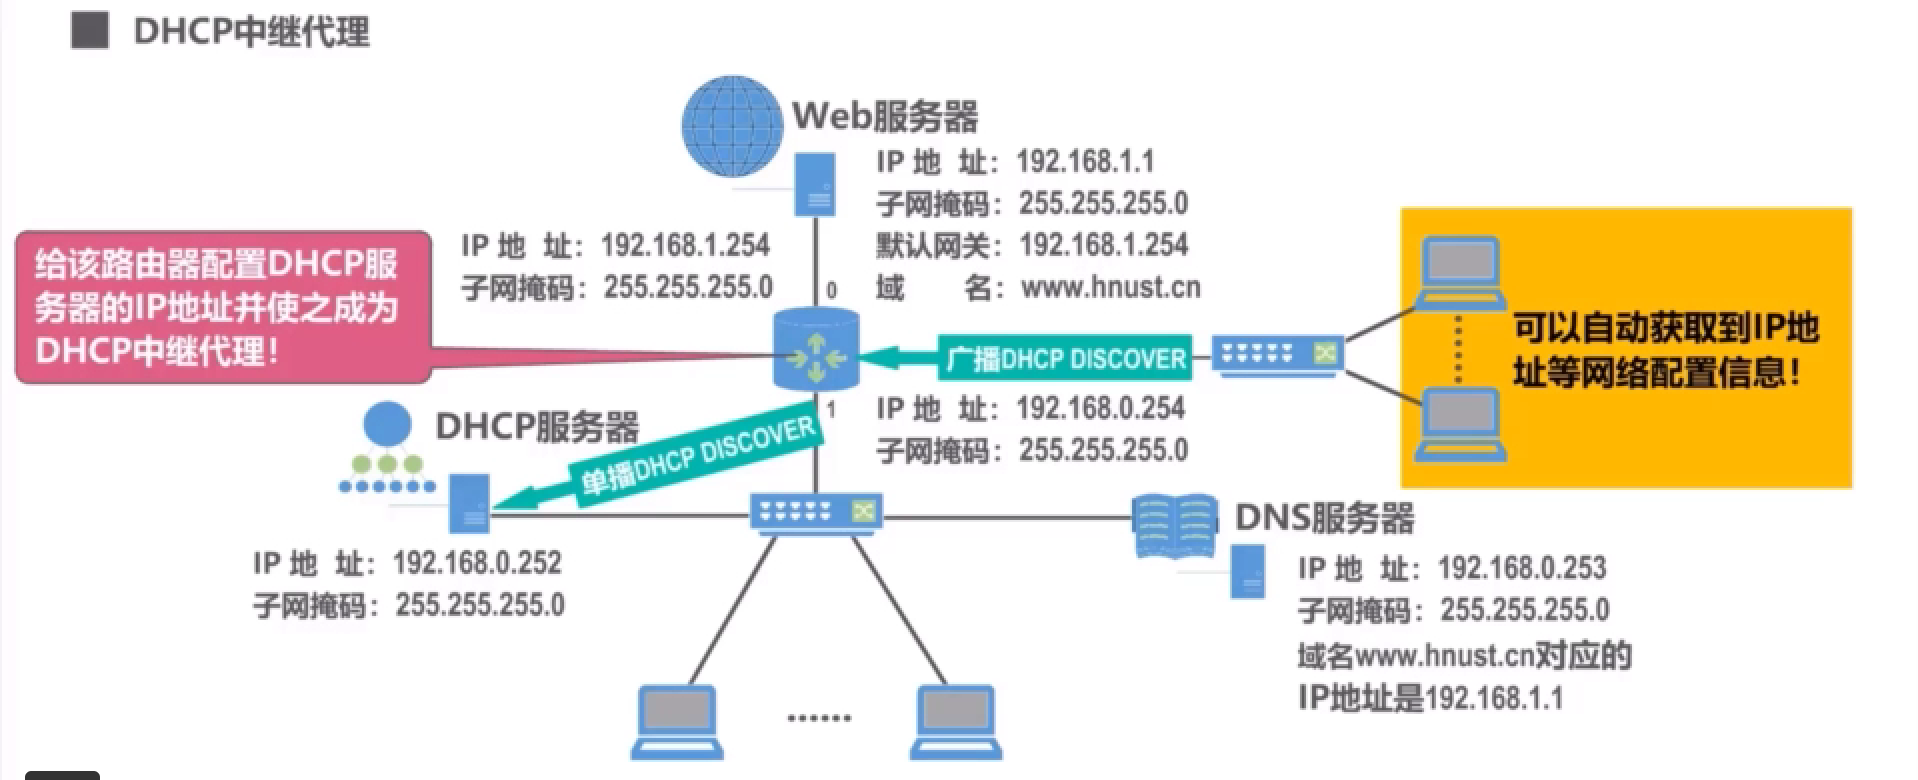 DHCP中继代理
Web服务器
IP 地 址：192.168.1.1
子网掩码：255.255.255.0
默认网关：192.168.1.254
域 名：www.hnust.cn
IP 地 址：192.168.1.254
子网掩码：255.255.255.0
0
给该路由器配置DHCP服
务器的IP地址并使之成为
DHCP中继代理！
广播DHCP DISCOVER
可以自动获取到IP地
址等网络配置信息！
1
IP 地 址：192.168.0.254
子网掩码：255.255.255.0
DHCP服务器
单播DHCP DISCOVER
IP 地 址：192.168.0.252
子网掩码：255.255.255.0
DNS服务器
IP 地 址：192.168.0.253
子网掩码：255.255.255.0
域名www.hnust.cn对应的
IP地址是192.168.1.1